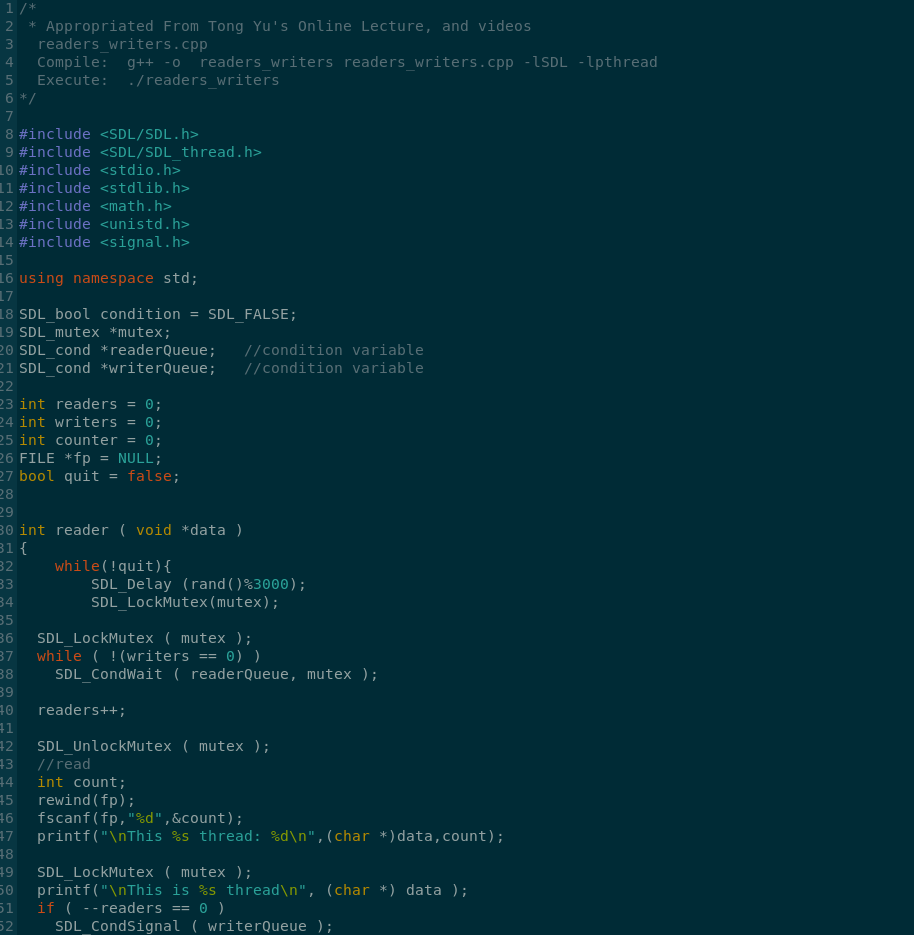 1 /*
2  * Appropriated From Tong Yu's Online Lecture, and videos
3   readers_writers.cpp
4   Compile:  g++ -o  readers_writers readers_writers.cpp -lSDL -lpthread
5   Execute:  ./readers_writers
6 */
7
8 #include <SDL/SDL.h>
9 #include <SDL/SDL_thread.h>
10 #include <stdio.h>
11 #include <stdlib.h>
12 #include <math.h>
13 #include <unistd.h>
14 #include <signal.h>
15
16 using namespace std;
17
18 SDL_bool condition = SDL_FALSE;
19 SDL_mutex *mutex;
20 SDL_cond *readerQueue;   //condition variable
21 SDL_cond *writerQueue;   //condition variable
22
23 int readers = 0;
24 int writers = 0;
25 int counter = 0;
26 FILE *fp = NULL;
27 bool quit = false;
28
29
30 int reader ( void *data )
31 {
32     while(!quit){
33         SDL_Delay (rand()%3000);
34         SDL_LockMutex(mutex);
35
36   SDL_LockMutex ( mutex );
37   while ( !(writers == 0) )
38     SDL_CondWait ( readerQueue, mutex );
39
40   readers++;
41
42   SDL_UnlockMutex ( mutex );
43   //read
44   int count;
45   rewind(fp);
46   fscanf(fp,"%d",&count);
47   printf("\nThis %s thread: %d\n",(char *)data,count);
48
49   SDL_LockMutex ( mutex );
50   printf("\nThis is %s thread\n", (char *) data );
51   if ( --readers == 0 )
52     SDL_CondSignal ( writerQueue );